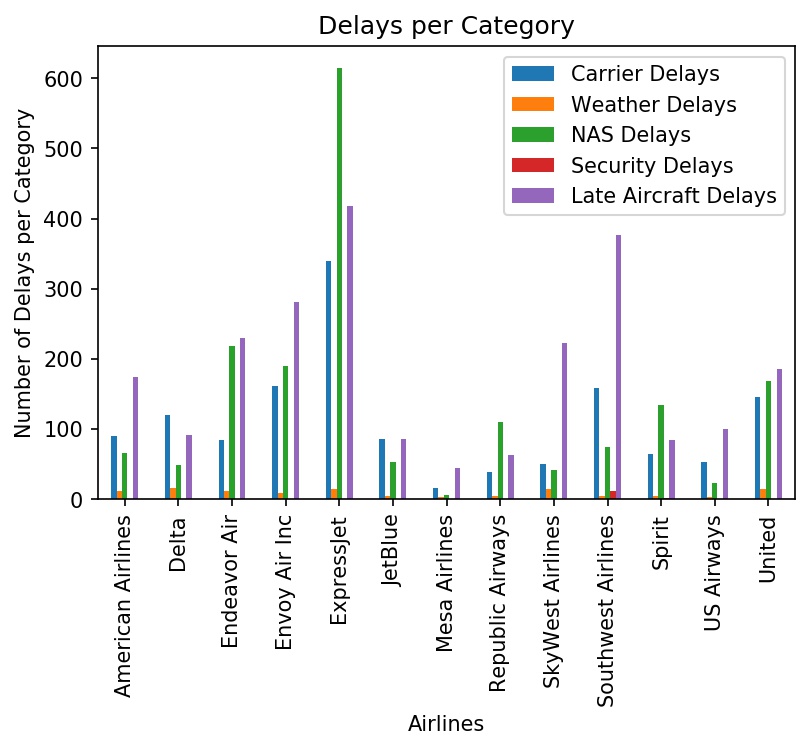 Delays per Category
Number of Delays per Category
600
500
400
300
200
100
0
Carrier Delays
Weather Delays
NAS Delays
Security Delays
Late Aircraft Delays
American Airlines
Delta
Endeavor Air
Envoy Air Inc
ExpressJet
JetBlue
Mesa Airlines
Republic Airways
SkyWest Airlines
Southwest Airlines
Spirit
US Airways
United
Airlines